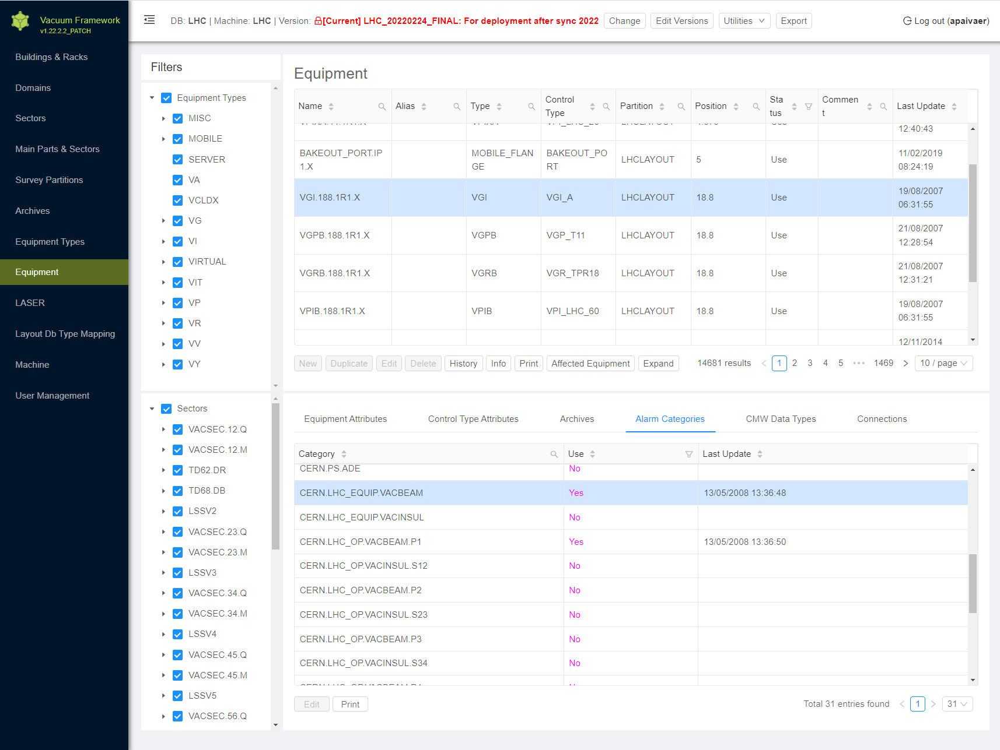 Vacuum Framework
v1.22.2.2_PATCH
DB: LHC | Machine: LHC | Version: [Current] LHC_20220224_FINAL: For deployment after sync 2022 Change Edit Versions Utilities Export Log out (apaivaer)
Buildings & Racks
Domains
Sectors
Main Parts & Sectors
Survey Partitions
Archives
Equipment Types
Equipment
LASER
Layout Db Type Mapping
Machine
User Management
Filters
Equipment Types
MISC
MOBILE
SERVER
VA
VCLDX
VG
VI
VIRTUAL
VIT
VP
VR
VV
VY
Sectors
VACSEC.12.Q
VACSEC.12.M
TD62.DR
TD68.DB
LSSV2
VACSEC.23.Q
VACSEC.23.M
LSSV3
VACSEC.34.Q
VACSEC.34.M
LSSV4
VACSEC.45.Q
VACSEC.45.M
LSSV5
VACSEC.56.Q
Equipment
Name Alias Type Control Type Partition Position Sta tus Commen t Last Update
12:40:43
BAKEOUT_PORT.IP 1.X MOBILE_FLAN GE BAKEOUT_PO RT LHCLAYOUT 5 Use 11/02/2019 08:24:19
VGI.188.1R1.X VGI VGI_A LHCLAYOUT 18.8 Use 19/08/2007 06:31:55
VGPB.188.1R1.X VGPB VGP_T11 LHCLAYOUT 18.8 Use 21/08/2007 12:28:54
VGRB.188.1R1.X VGRB VGR_TPR18 LHCLAYOUT 18.8 Use 21/08/2007 12:31:21
VPIB.188.1R1.X VPIB VPI_LHC_60 LHCLAYOUT 18.8 Use 19/08/2007 06:31:55
12/11/2014
New Duplicate Edit Delete History Info Print Affected Equipment Expand 14681 results < 1 2 3 4 5 ••• 1469 > 10 / page
Equipment Attributes Control Type Attributes Archives Alarm Categories CMW Data Types Connections
Category Use Last Update
CERN.PS.ADE No
CERN.LHC_EQUIP.VACBEAM Yes 13/05/2008 13:36:48
CERN.LHC_EQUIP.VACINSUL No
CERN.LHC_OP.VACBEAM.P1 Yes 13/05/2008 13:36:50
CERN.LHC_OP.VACINSUL.S12 No
CERN.LHC_OP.VACBEAM.P2 No
CERN.LHC_OP.VACINSUL.S23 No
CERN.LHC_OP.VACBEAM.P3 No
CERN.LHC_OP.VACINSUL.S34 No
Edit Print Total 31 entries found < 1 > 31